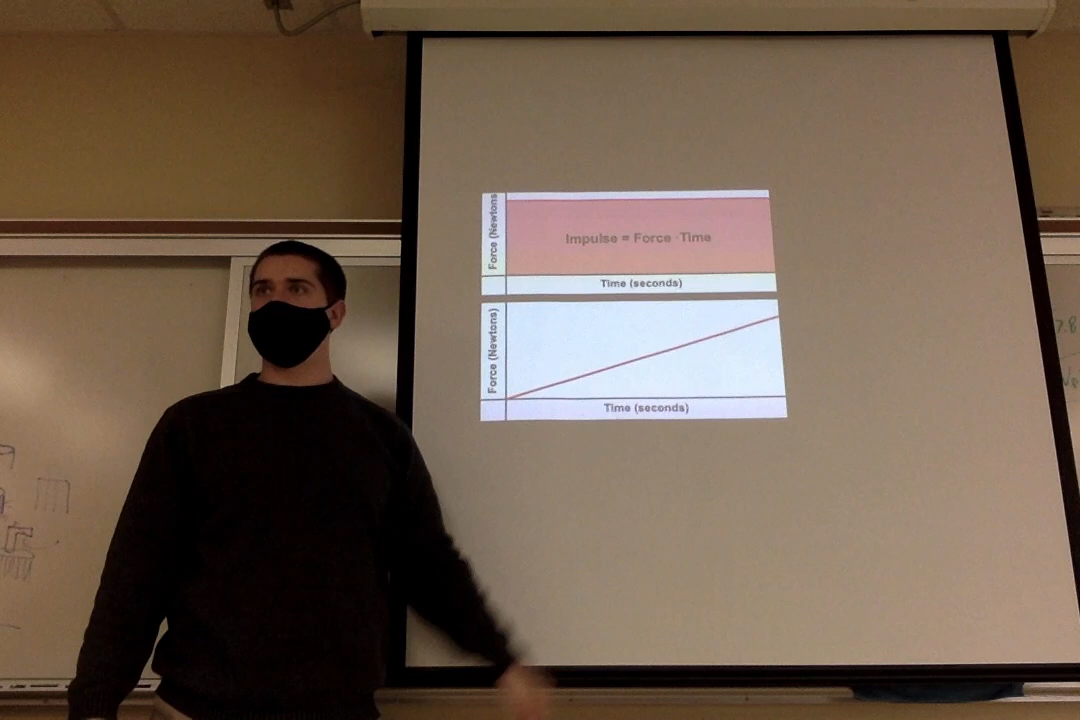 Force (Newtons
Impulse = Force · Time
Time (seconds)
Force (Newtons)
Time (seconds)